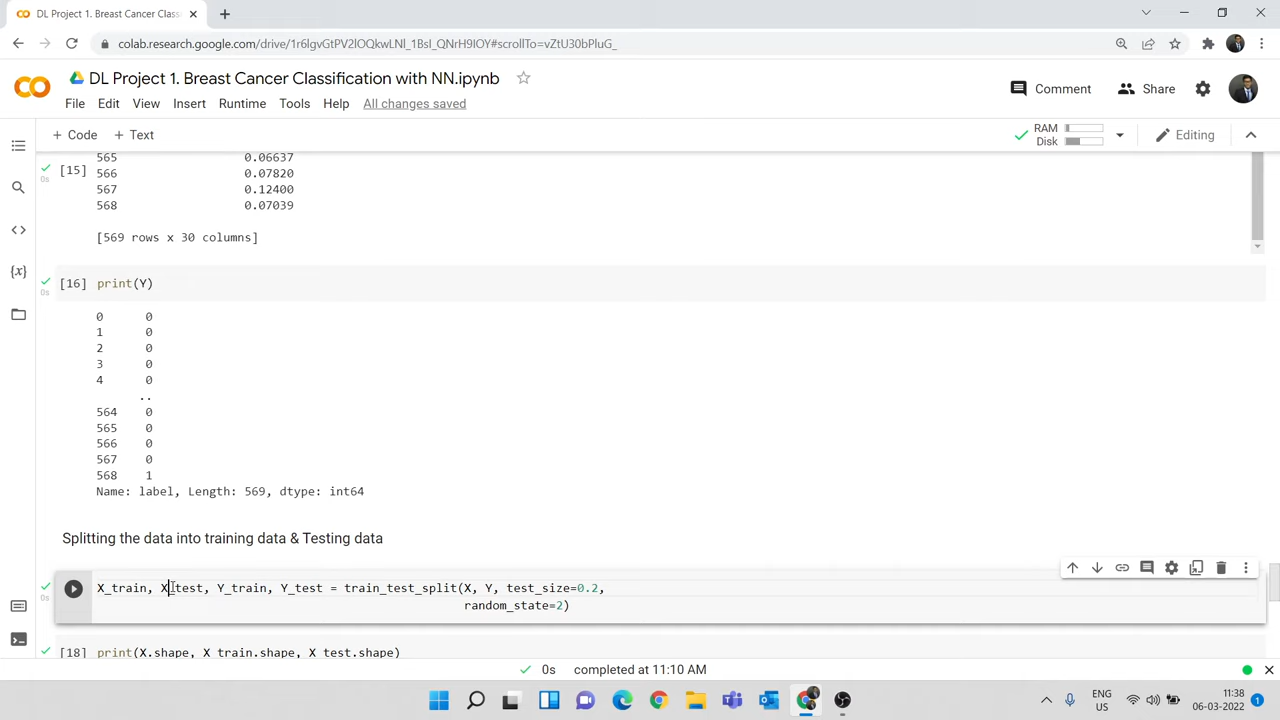 DL Project 1. Breast Cancer Class
colab.research.google.com/drive/1r6lgvGtPV2lOQkwLNl_1BsI_QNrH9IOY#scrollTo=vZtU30bPluG_
DL Project 1. Breast Cancer Classification with NN.ipynb
File Edit View Insert Runtime Tools Help All changes saved
Comment Share
+ Code + Text
RAM
Disk
Editing
565 0.06637
[15] 566 0.07820
567 0.12400
568 0.07039
[569 rows x 30 columns]
[16] print(Y)
0 0
1 0
2 0
3 0
4 0
..
564 0
565 0
566 0
567 0
568 1
Name: label, Length: 569, dtype: int64
Splitting the data into training data & Testing data
X_train, X_test, Y_train, Y_test = train_test_split(X, Y, test_size=0.2,
random_state=2)
[18] print(X.shape, X_train.shape, X_test.shape)
0s completed at 11:10 AM
ENG
US
11:38
06-03-2022
1